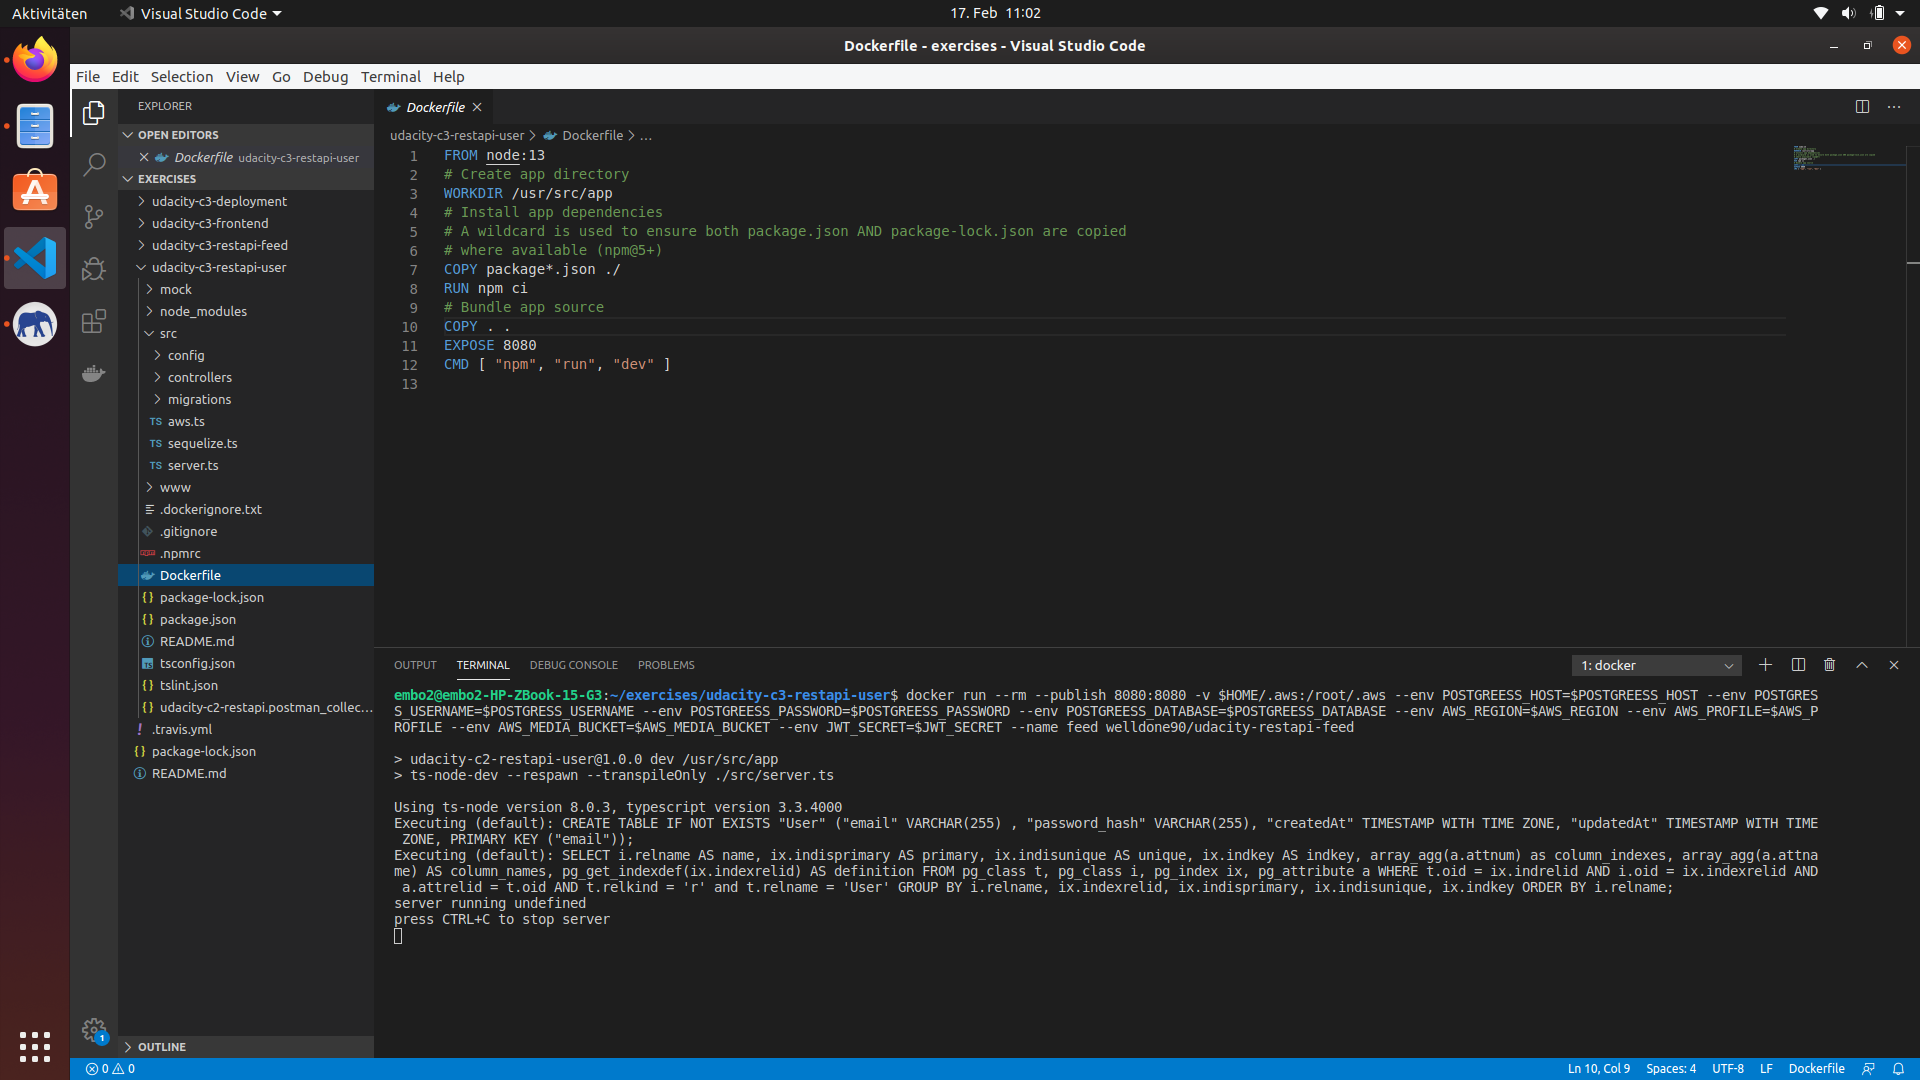 Aktivitäten
Visual Studio Code
17. Feb 11:02
Dockerfile - exercises - Visual Studio Code
File Edit Selection View Go Debug Terminal Help
EXPLORER
OPEN EDITORS
Dockerfile udacity-c3-restapi-user
EXERCISES
udacity-c3-deployment
udacity-c3-frontend
udacity-c3-restapi-feed
udacity-c3-restapi-user
mock
node_modules
src
config
controllers
migrations
TS aws.ts
TS sequelize.ts
TS server.ts
www
.dockerignore.txt
.gitignore
.npmrc
Dockerfile
{} package-lock.json
{} package.json
README.md
TS tsconfig.json
{} tslint.json
{} udacity-c2-restapi.postman_collec...
! .travis.yml
{} package-lock.json
README.md
OUTLINE
1
Dockerfile
udacity-c3-restapi-user > Dockerfile > ...
1 FROM node:13
2 # Create app directory
3 WORKDIR /usr/src/app
4 # Install app dependencies
5 # A wildcard is used to ensure both package.json AND package-lock.json are copied
6 # where available (npm@5+)
7 COPY package*.json ./
8 RUN npm ci
9 # Bundle app source
10 COPY . .
11 EXPOSE 8080
12 CMD [ "npm", "run", "dev" ]
13
OUTPUT TERMINAL DEBUG CONSOLE PROBLEMS
1: docker
embo2@embo2-HP-ZBook-15-G3:~/exercises/udacity-c3-restapi-user$ docker run --rm --publish 8080:8080 -v $HOME/.aws:/root/.aws --env POSTGREESS_HOST=$POSTGREESS_HOST --env POSTGRES
S_USERNAME=$POSTGRESS_USERNAME --env POSTGREESS_PASSWORD=$POSTGREESS_PASSWORD --env POSTGREESS_DATABASE=$POSTGREESS_DATABASE --env AWS_REGION=$AWS_REGION --env AWS_PROFILE=$AWS_P
ROFILE --env AWS_MEDIA_BUCKET=$AWS_MEDIA_BUCKET --env JWT_SECRET=$JWT_SECRET --name feed welldone90/udacity-restapi-feed
> udacity-c2-restapi-user@1.0.0 dev /usr/src/app
> ts-node-dev --respawn --transpileOnly ./src/server.ts
Using ts-node version 8.0.3, typescript version 3.3.4000
Executing (default): CREATE TABLE IF NOT EXISTS "User" ("email" VARCHAR(255) , "password_hash" VARCHAR(255), "createdAt" TIMESTAMP WITH TIME ZONE, "updatedAt" TIMESTAMP WITH TIME
ZONE, PRIMARY KEY ("email"));
Executing (default): SELECT i.relname AS name, ix.indisprimary AS primary, ix.indisunique AS unique, ix.indkey AS indkey, array_agg(a.attnum) as column_indexes, array_agg(a.attna
me) AS column_names, pg_get_indexdef(ix.indexrelid) AS definition FROM pg_class t, pg_class i, pg_index ix, pg_attribute a WHERE t.oid = ix.indrelid AND i.oid = ix.indexrelid AND
a.attrelid = t.oid AND t.relkind = 'r' and t.relname = 'User' GROUP BY i.relname, ix.indexrelid, ix.indisprimary, ix.indisunique, ix.indkey ORDER BY i.relname;
server running undefined
press CTRL+C to stop server
0 0
Ln 10, Col 9 Spaces: 4 UTF-8 LF Dockerfile